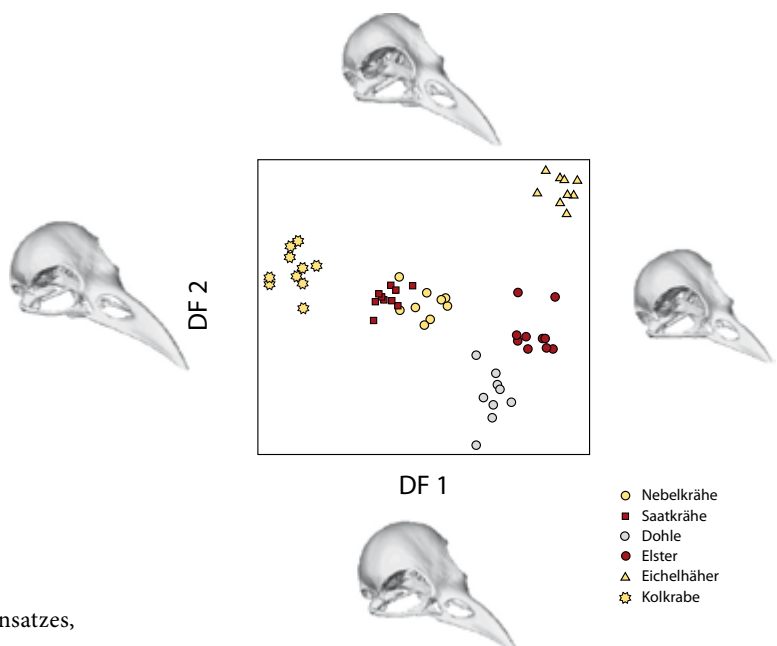 DF 2
DF 1
Nebelkrähe
Saatkrähe
Dohle
Elster
Eichelhäher
Kolkrabe
nsatzes,